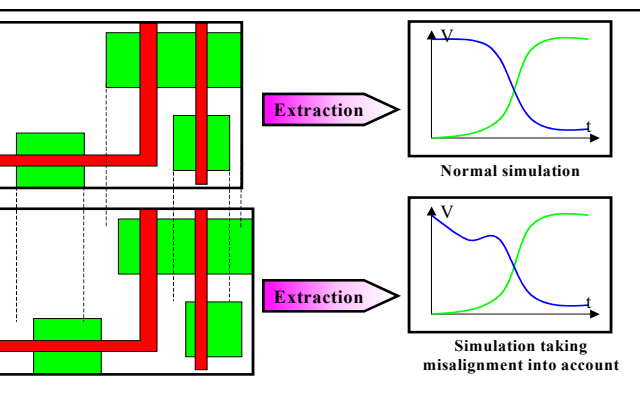 V
Extraction
t
Normal simulation
V
Extraction
t
Simulation taking
misalignment into account